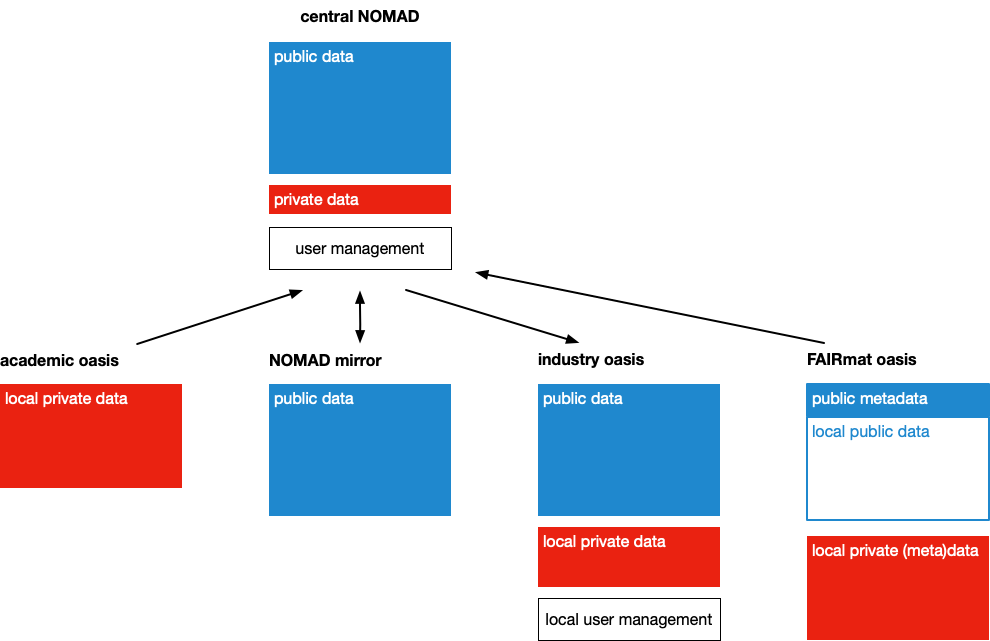 central NOMAD
public data
private data
user management
academic oasis
local private data
NOMAD mirror
public data
industry oasis
public data
local private data
local user management
FAIRmat oasis
public metadata
local public data
local private (meta)data